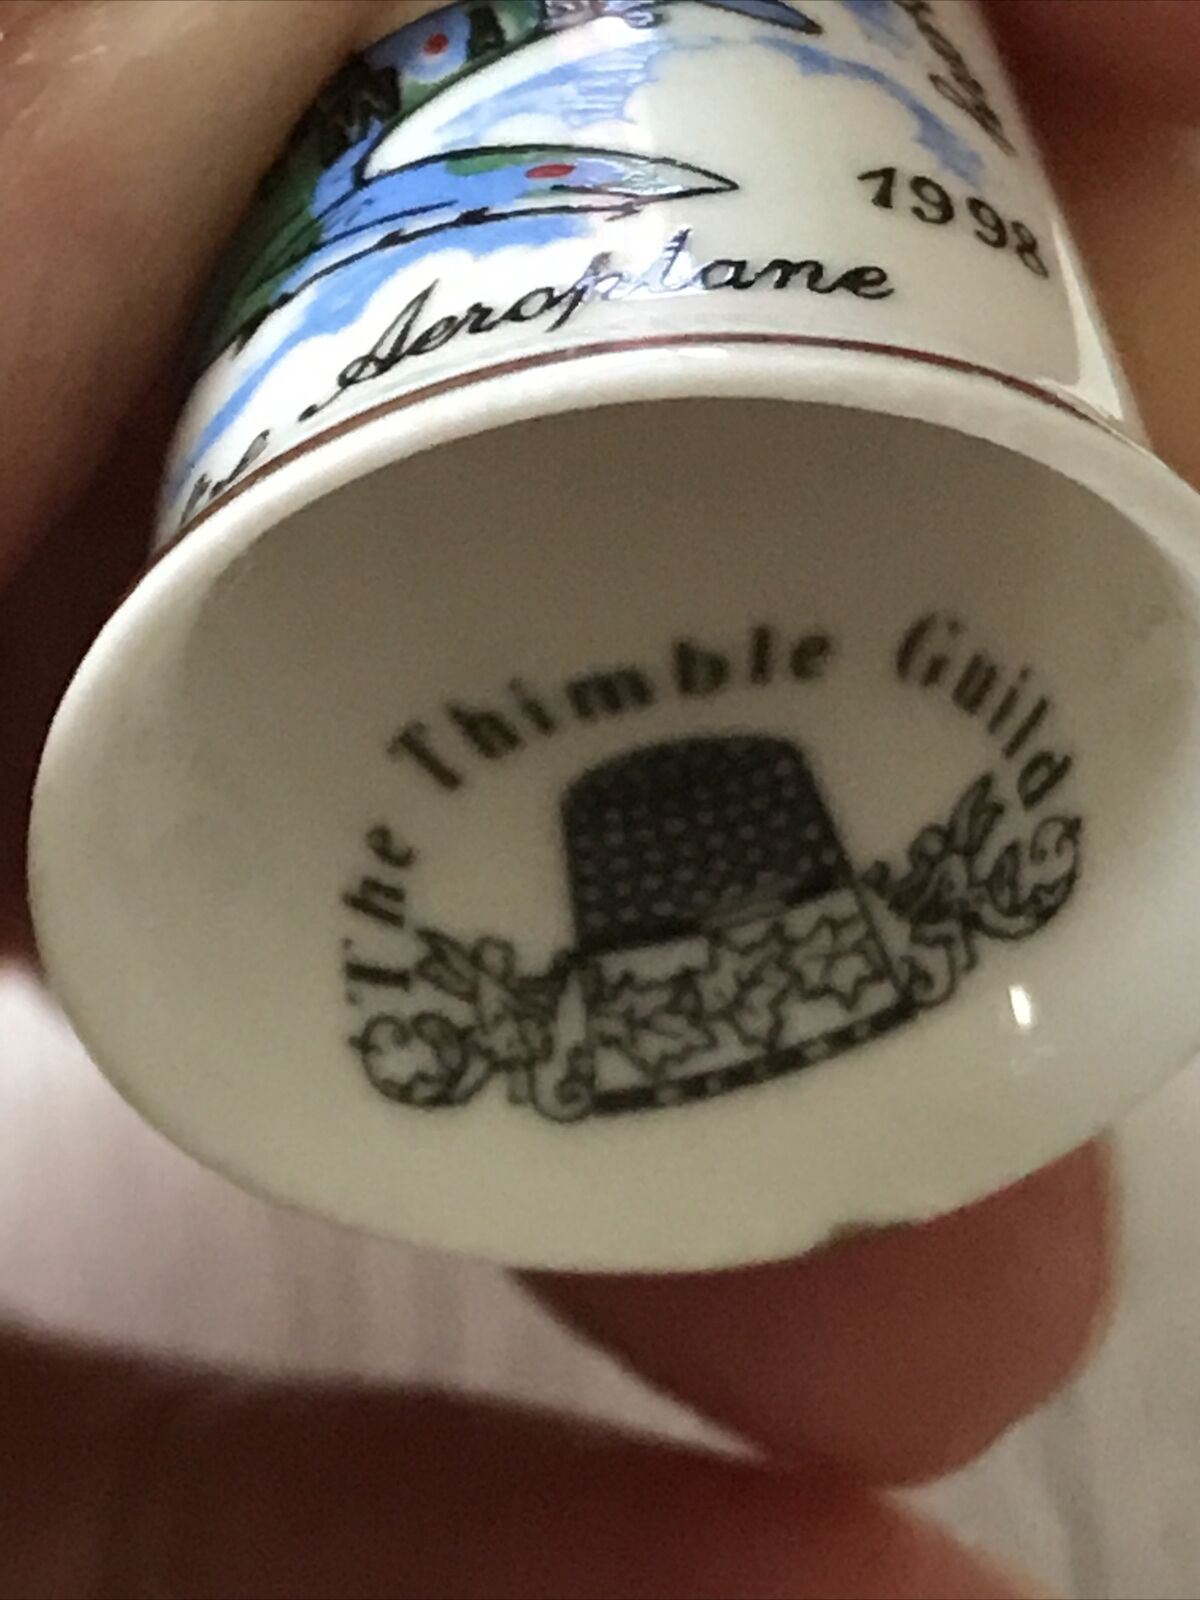 1998
Aeroplane
The Thimble Guild